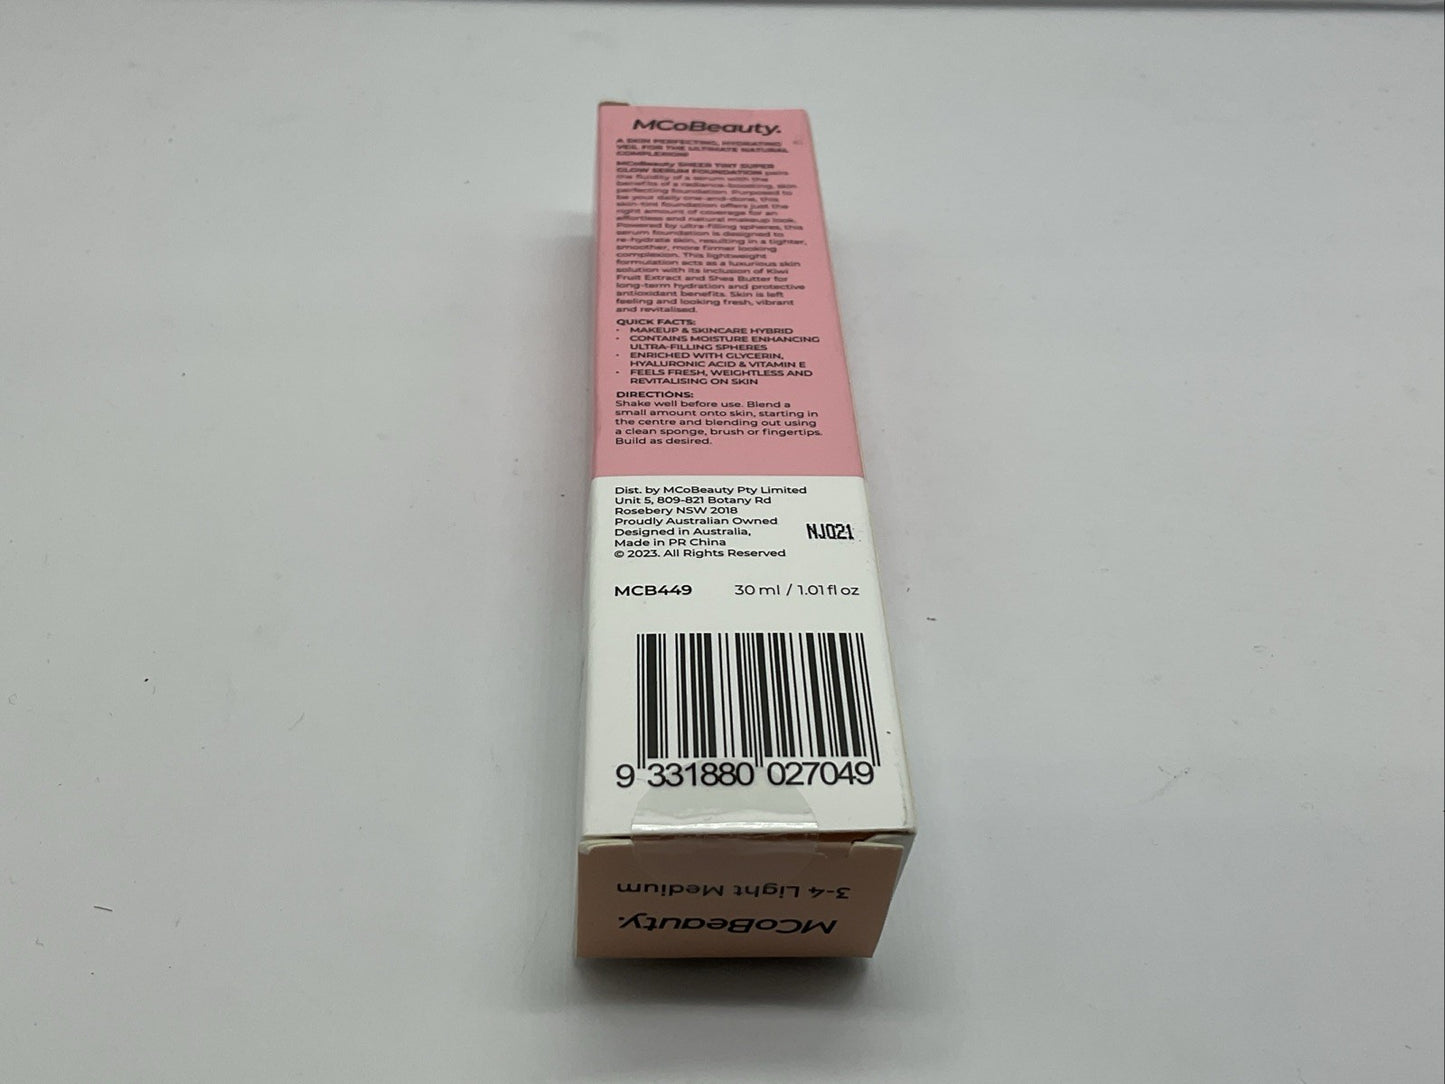 MCoBeauty.
A SKIN PERFECTING, HYDRATING
VEIL FOR THE ULTIMATE NATURAL
COMPLEXION!
MCoBeauty SHEER TINT SUPER
GLOW SERUM FOUNDATION pairs
the fluidity of a serum with the
benefits of a radiance-boosting, skin
perfecting foundation. Purposed to
be your daily one-and-done, this
skin-tint foundation offers just the
right amount of coverage for an
effortless and natural makeup look.
Powered by ultra-filling spheres, this
serum foundation is designed to
re-hydrate skin, resulting in a tighter,
smoother, more firmer looking
complexion. This lightweight
formulation acts as a luxurious skin
solution with its inclusion of Kiwi
Fruit Extract and Shea Butter for
long-term hydration and protective
antioxidant benefits. Skin is left
feeling and looking fresh, vibrant
and revitalised.
QUICK FACTS:
• MAKEUP & SKINCARE HYBRID
• CONTAINS MOISTURE ENHANCING
ULTRA-FILLING SPHERES
• ENRICHED WITH GLYCERIN,
HYALURONIC ACID & VITAMIN E
• FEELS FRESH, WEIGHTLESS AND
REVITALISING ON SKIN
DIRECTIONS:
Shake well before use. Blend a
small amount onto skin, starting in
the centre and blending out using
a clean sponge, brush or fingertips.
Build as desired.
Dist. by MCoBeauty Pty Limited
Unit 5, 809-821 Botany Rd
Rosebery NSW 2018
Proudly Australian Owned
Designed in Australia,
Made in PR China
© 2023. All Rights Reserved
NJQ21
MCB449 30 ml / 1.01 fl oz
9 331880 027049
3-4 Light Medium
MCoBeauty.